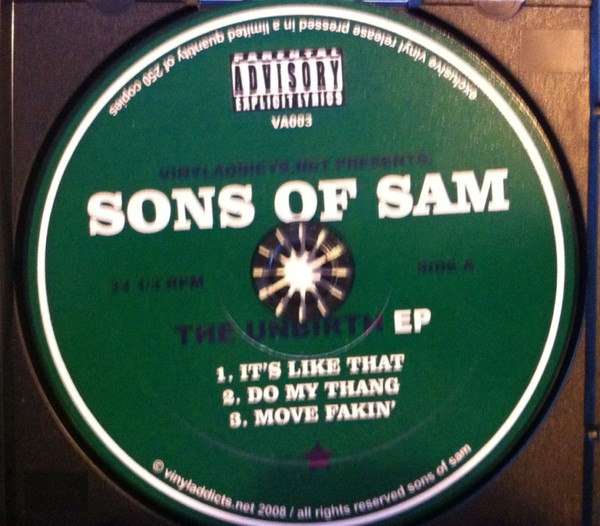 exclusive vinyl release pressed in a limited quantity of 250 copies
PARENTAL
ADVISORY
EXPLICIT LYRICS
VA003
VINYLADDICTS.NET PRESENTS:
SONS OF SAM
33 1/3 RPM
SIDE A
THE UNBIRTH EP
1. IT'S LIKE THAT
2. DO MY THANG
3. MOVE FAKIN'
© vinyladdicts.net 2008 / all rights reserved sons of sam